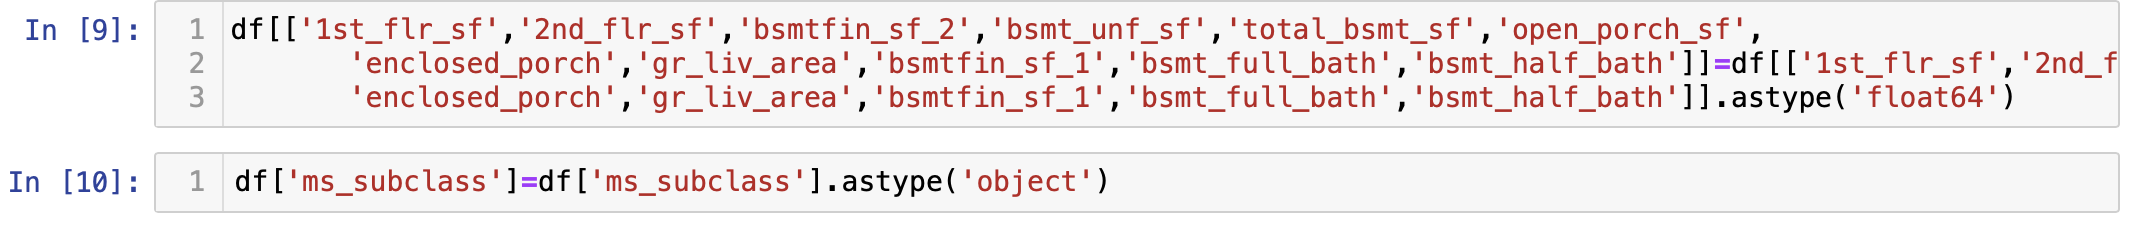 In [9]:
1 df[['1st_flr_sf','2nd_flr_sf','bsmtfin_sf_2','bsmt_unf_sf','total_bsmt_sf','open_porch_sf',
2 'enclosed_porch','gr_liv_area','bsmtfin_sf_1','bsmt_full_bath','bsmt_half_bath']]=df[['1st_flr_sf','2nd_f
3 'enclosed_porch','gr_liv_area','bsmtfin_sf_1','bsmt_full_bath','bsmt_half_bath']].astype('float64')
In [10]:
1 df['ms_subclass']=df['ms_subclass'].astype('object')